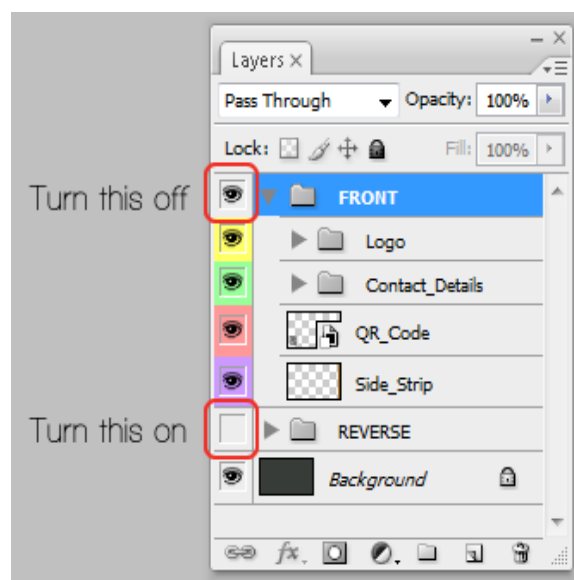 Layers ×
Pass Through Opacity: 100%
Lock: Fill: 100%
Turn this off
FRONT
Logo
Contact_Details
QR_Code
Side_Strip
Turn this on
REVERSE
Background
fx.